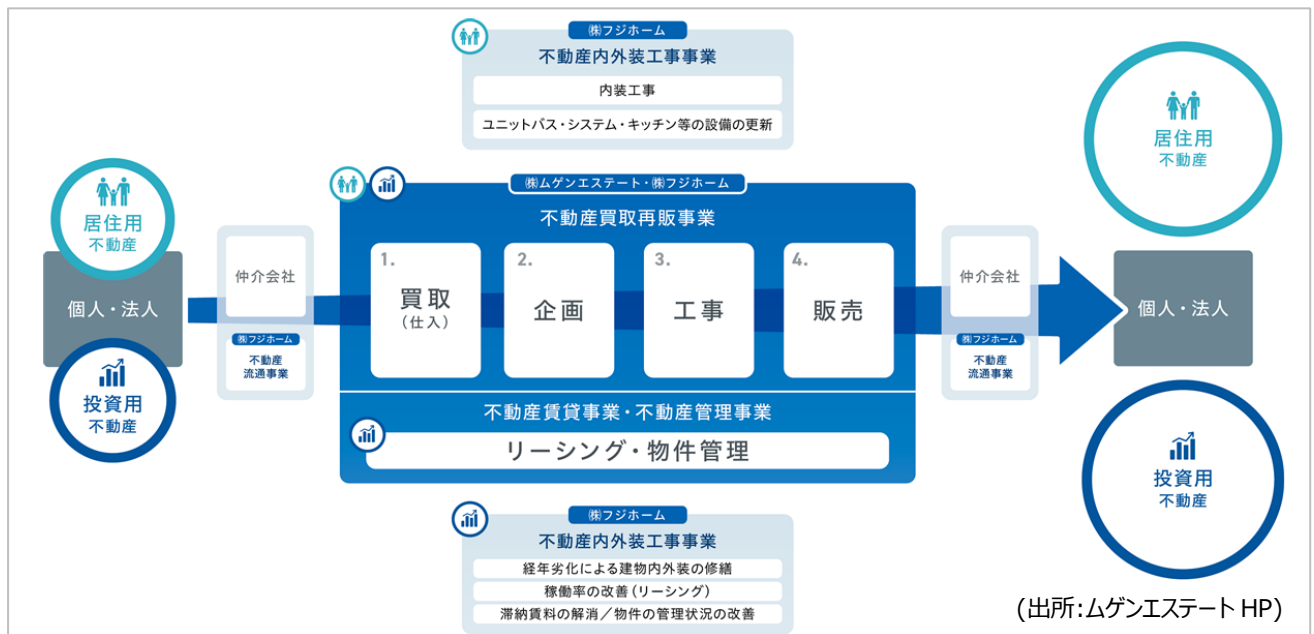 ㈱フジホーム
不動産内外装工事事業
内装工事
ユニットバス・システム・キッチン等の設備の更新
居住用
不動産
個人・法人
投資用
不動産
仲介会社
㈱フジホーム
不動産
流通事業
㈱ムゲンエステート・㈱フジホーム
不動産買取再販事業
1.
買取
(仕入)
2.
企画
3.
工事
4.
販売
不動産賃貸事業・不動産管理事業
リーシング・物件管理
仲介会社
㈱フジホーム
不動産
流通事業
居住用
不動産
個人・法人
投資用
不動産
㈱フジホーム
不動産内外装工事事業
経年劣化による建物内外装の修繕
稼働率の改善(リーシング)
滞納賃料の解消／物件の管理状況の改善
(出所:ムゲンエステート HP)